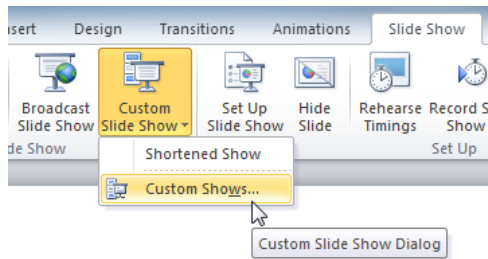 nsert Design Transitions Animations Slide Show
Broadcast Slide Show
Custom Slide Show
Set Up Slide Show
Hide Slide
Rehearse Timings
Record S
Show
de Show
Set Up
Shortened Show
Custom Shows...
Custom Slide Show Dialog